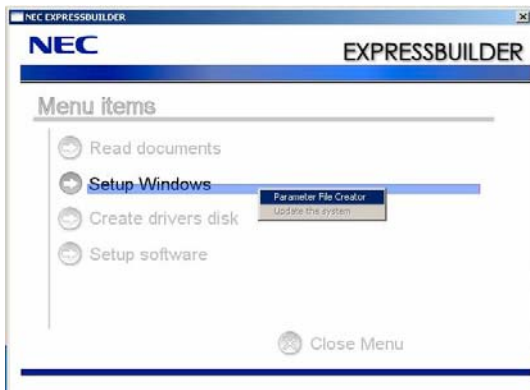 NEC EXPRESSBUILDER
NEC
EXPRESSBUILDER
Menu items
Read documents
Setup Windows
Parameter File Creator
Update the system
Create drivers disk
Setup software
Close Menu